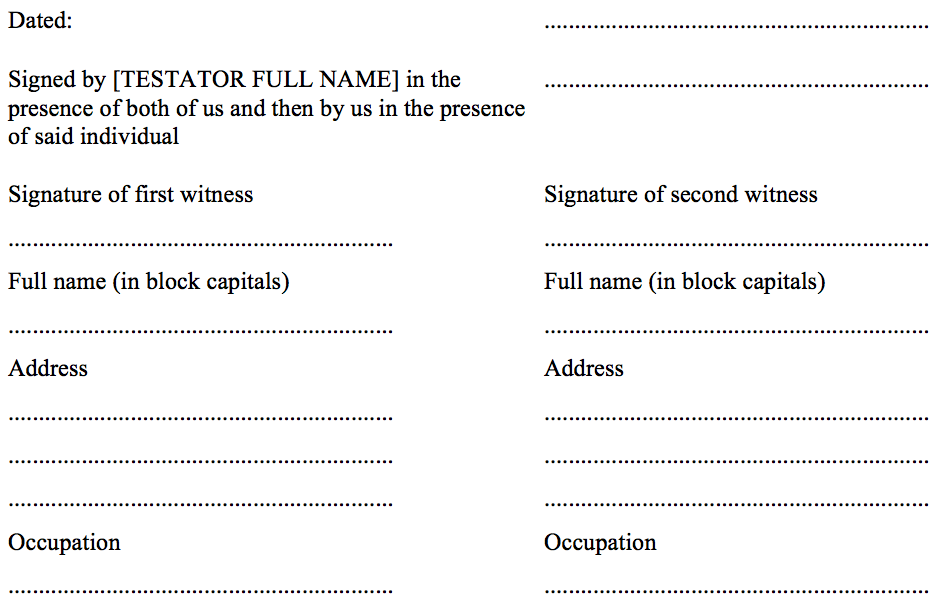 Dated: ................................................................
Signed by [TESTATOR FULL NAME] in the ................................................................
presence of both of us and then by us in the presence
of said individual
Signature of first witness Signature of second witness
................................................................ ................................................................
Full name (in block capitals) Full name (in block capitals)
................................................................ ................................................................
Address Address
................................................................ ................................................................
................................................................ ................................................................
................................................................ ................................................................
Occupation Occupation
................................................................ ................................................................